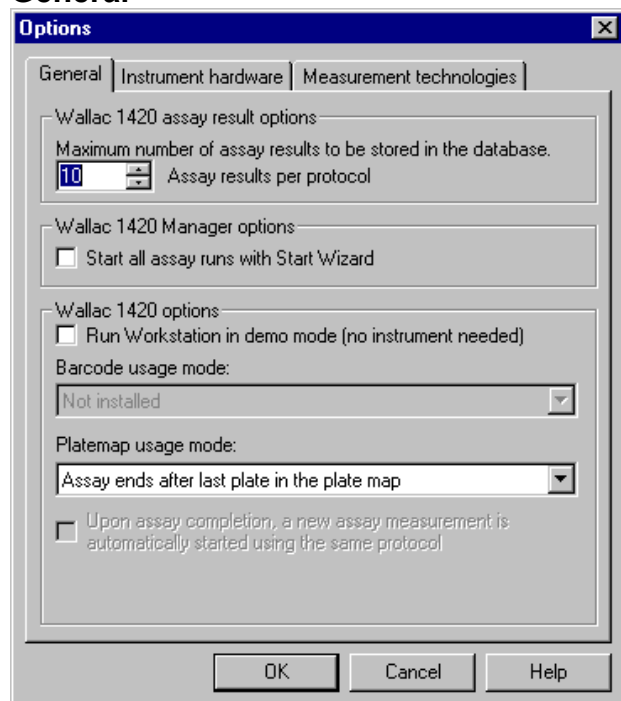 General
Options
General Instrument hardware Measurement technologies
Wallac 1420 assay result options
Maximum number of assay results to be stored in the database.
10 Assay results per protocol
Wallac 1420 Manager options
Start all assay runs with Start Wizard
Wallac 1420 options
Run Workstation in demo mode (no instrument needed)
Barcode usage mode:
Not installed
Platemap usage mode:
Assay ends after last plate in the plate map
Upon assay completion, a new assay measurement is
automatically started using the same protocol
OK Cancel Help